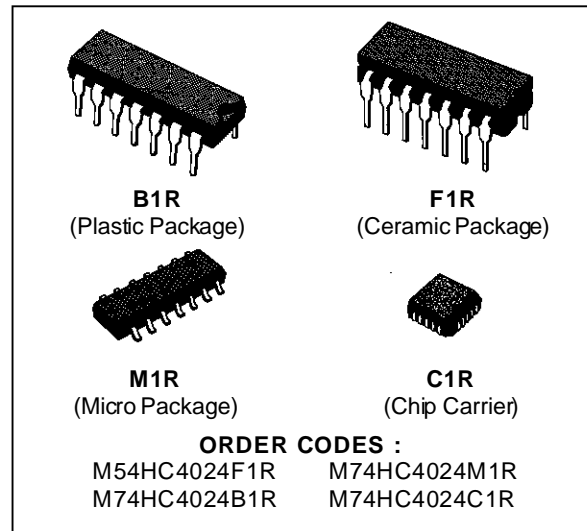 B1R
(Plastic Package)
F1R
(Ceramic Package)
M1R
(Micro Package)
C1R
(Chip Carrier)
ORDER CODES :
M54HC4024F1R M74HC4024M1R
M74HC4024B1R M74HC4024C1R